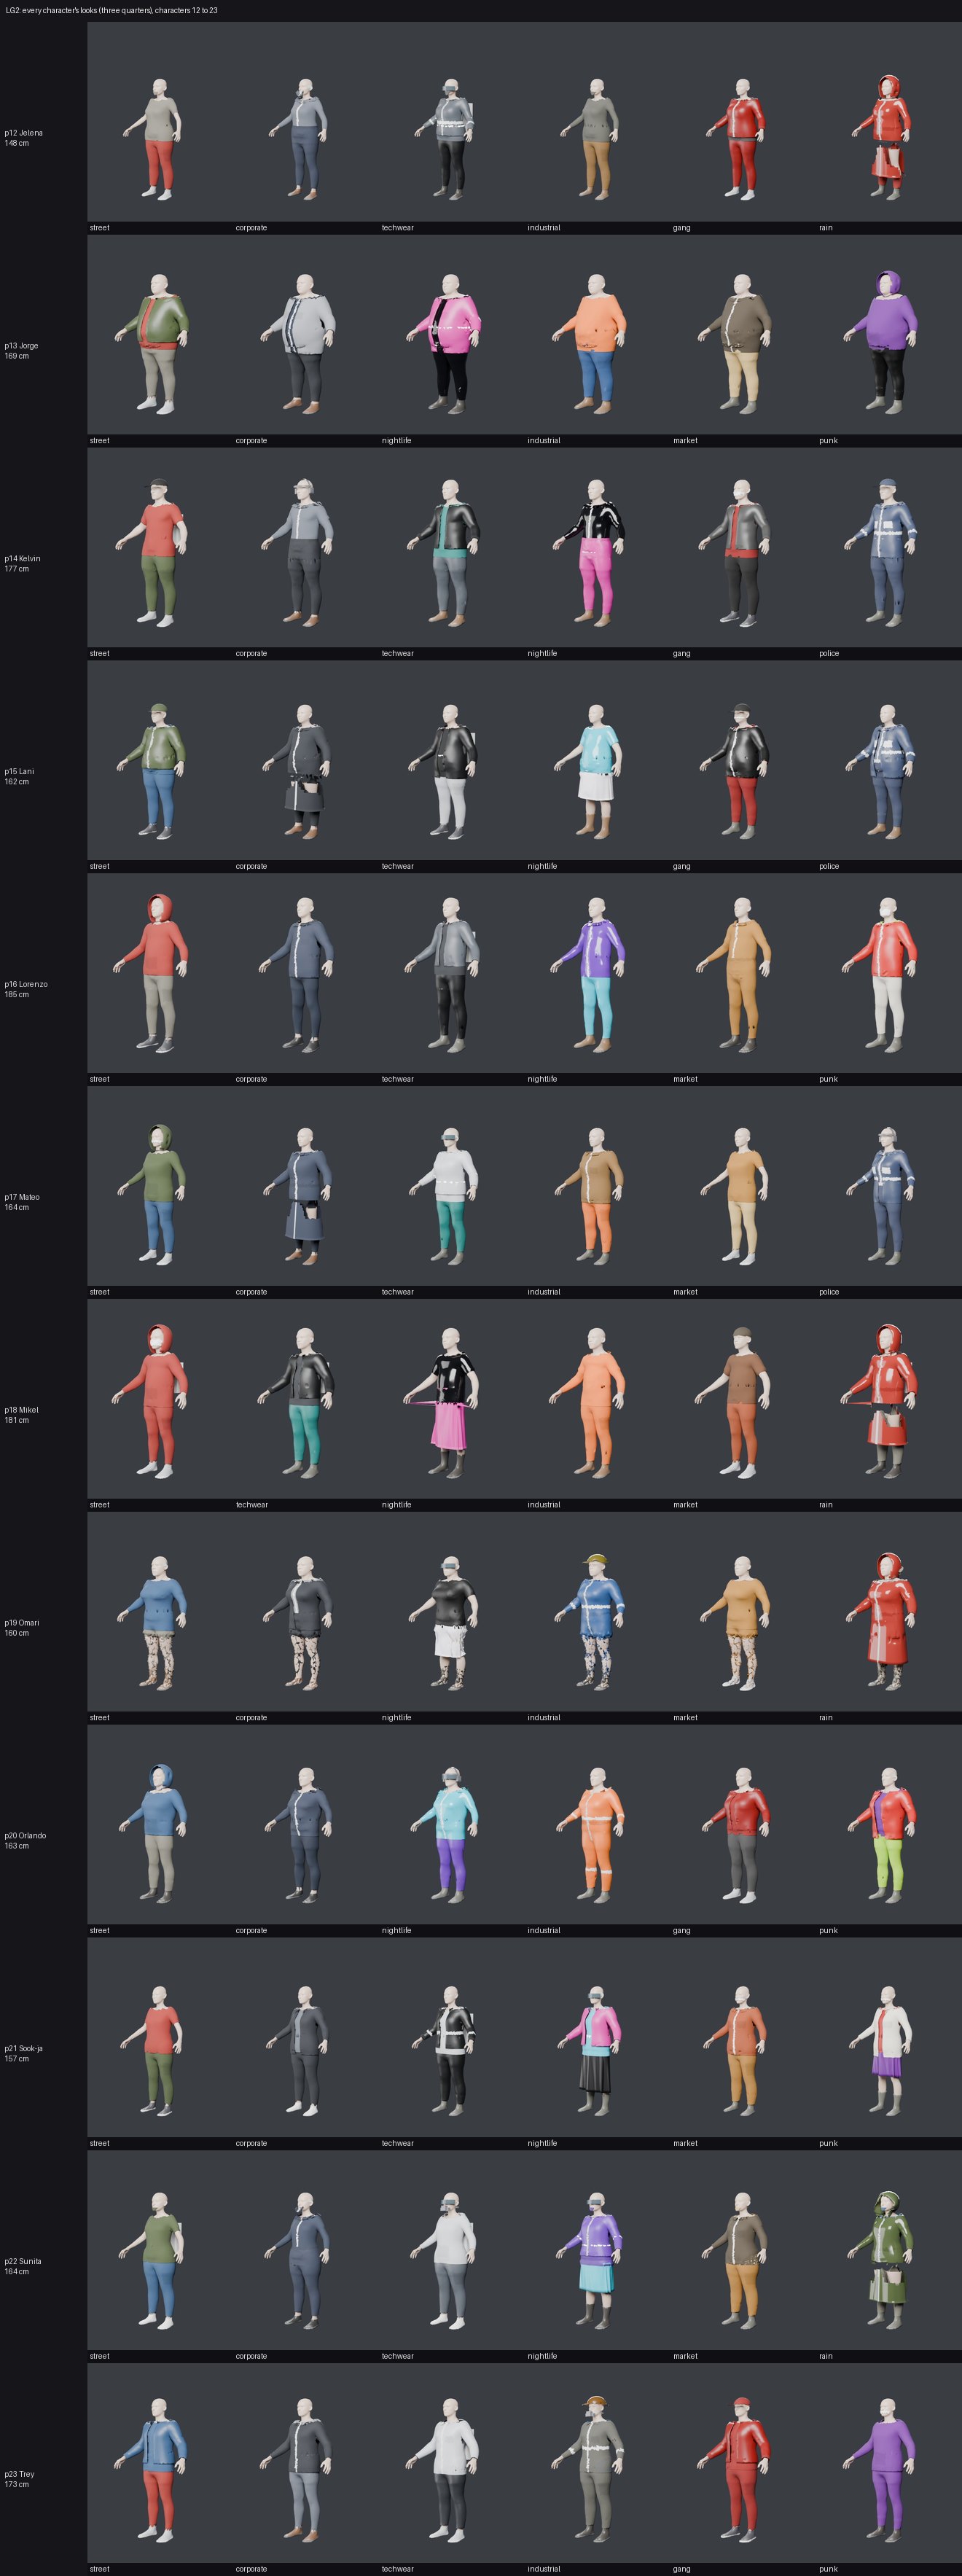 LG2: every character's looks (three quarters), characters 12 to 23
p12 Jelena
148 cm
street corporate techwear industrial gang rain
p13 Jorge
169 cm
street corporate nightlife industrial market punk
p14 Kelvin
177 cm
street corporate techwear nightlife gang police
p15 Lani
162 cm
street corporate techwear nightlife gang police
p16 Lorenzo
185 cm
street corporate techwear nightlife market punk
p17 Mateo
164 cm
street corporate techwear industrial market police
p18 Mikel
181 cm
street techwear nightlife industrial market rain
p19 Omari
160 cm
street corporate nightlife industrial market rain
p20 Orlando
163 cm
street corporate nightlife industrial gang punk
p21 Sook-ja
157 cm
street corporate techwear nightlife market punk
p22 Sunita
164 cm
street corporate techwear nightlife market rain
p23 Trey
173 cm
street corporate techwear industrial gang punk